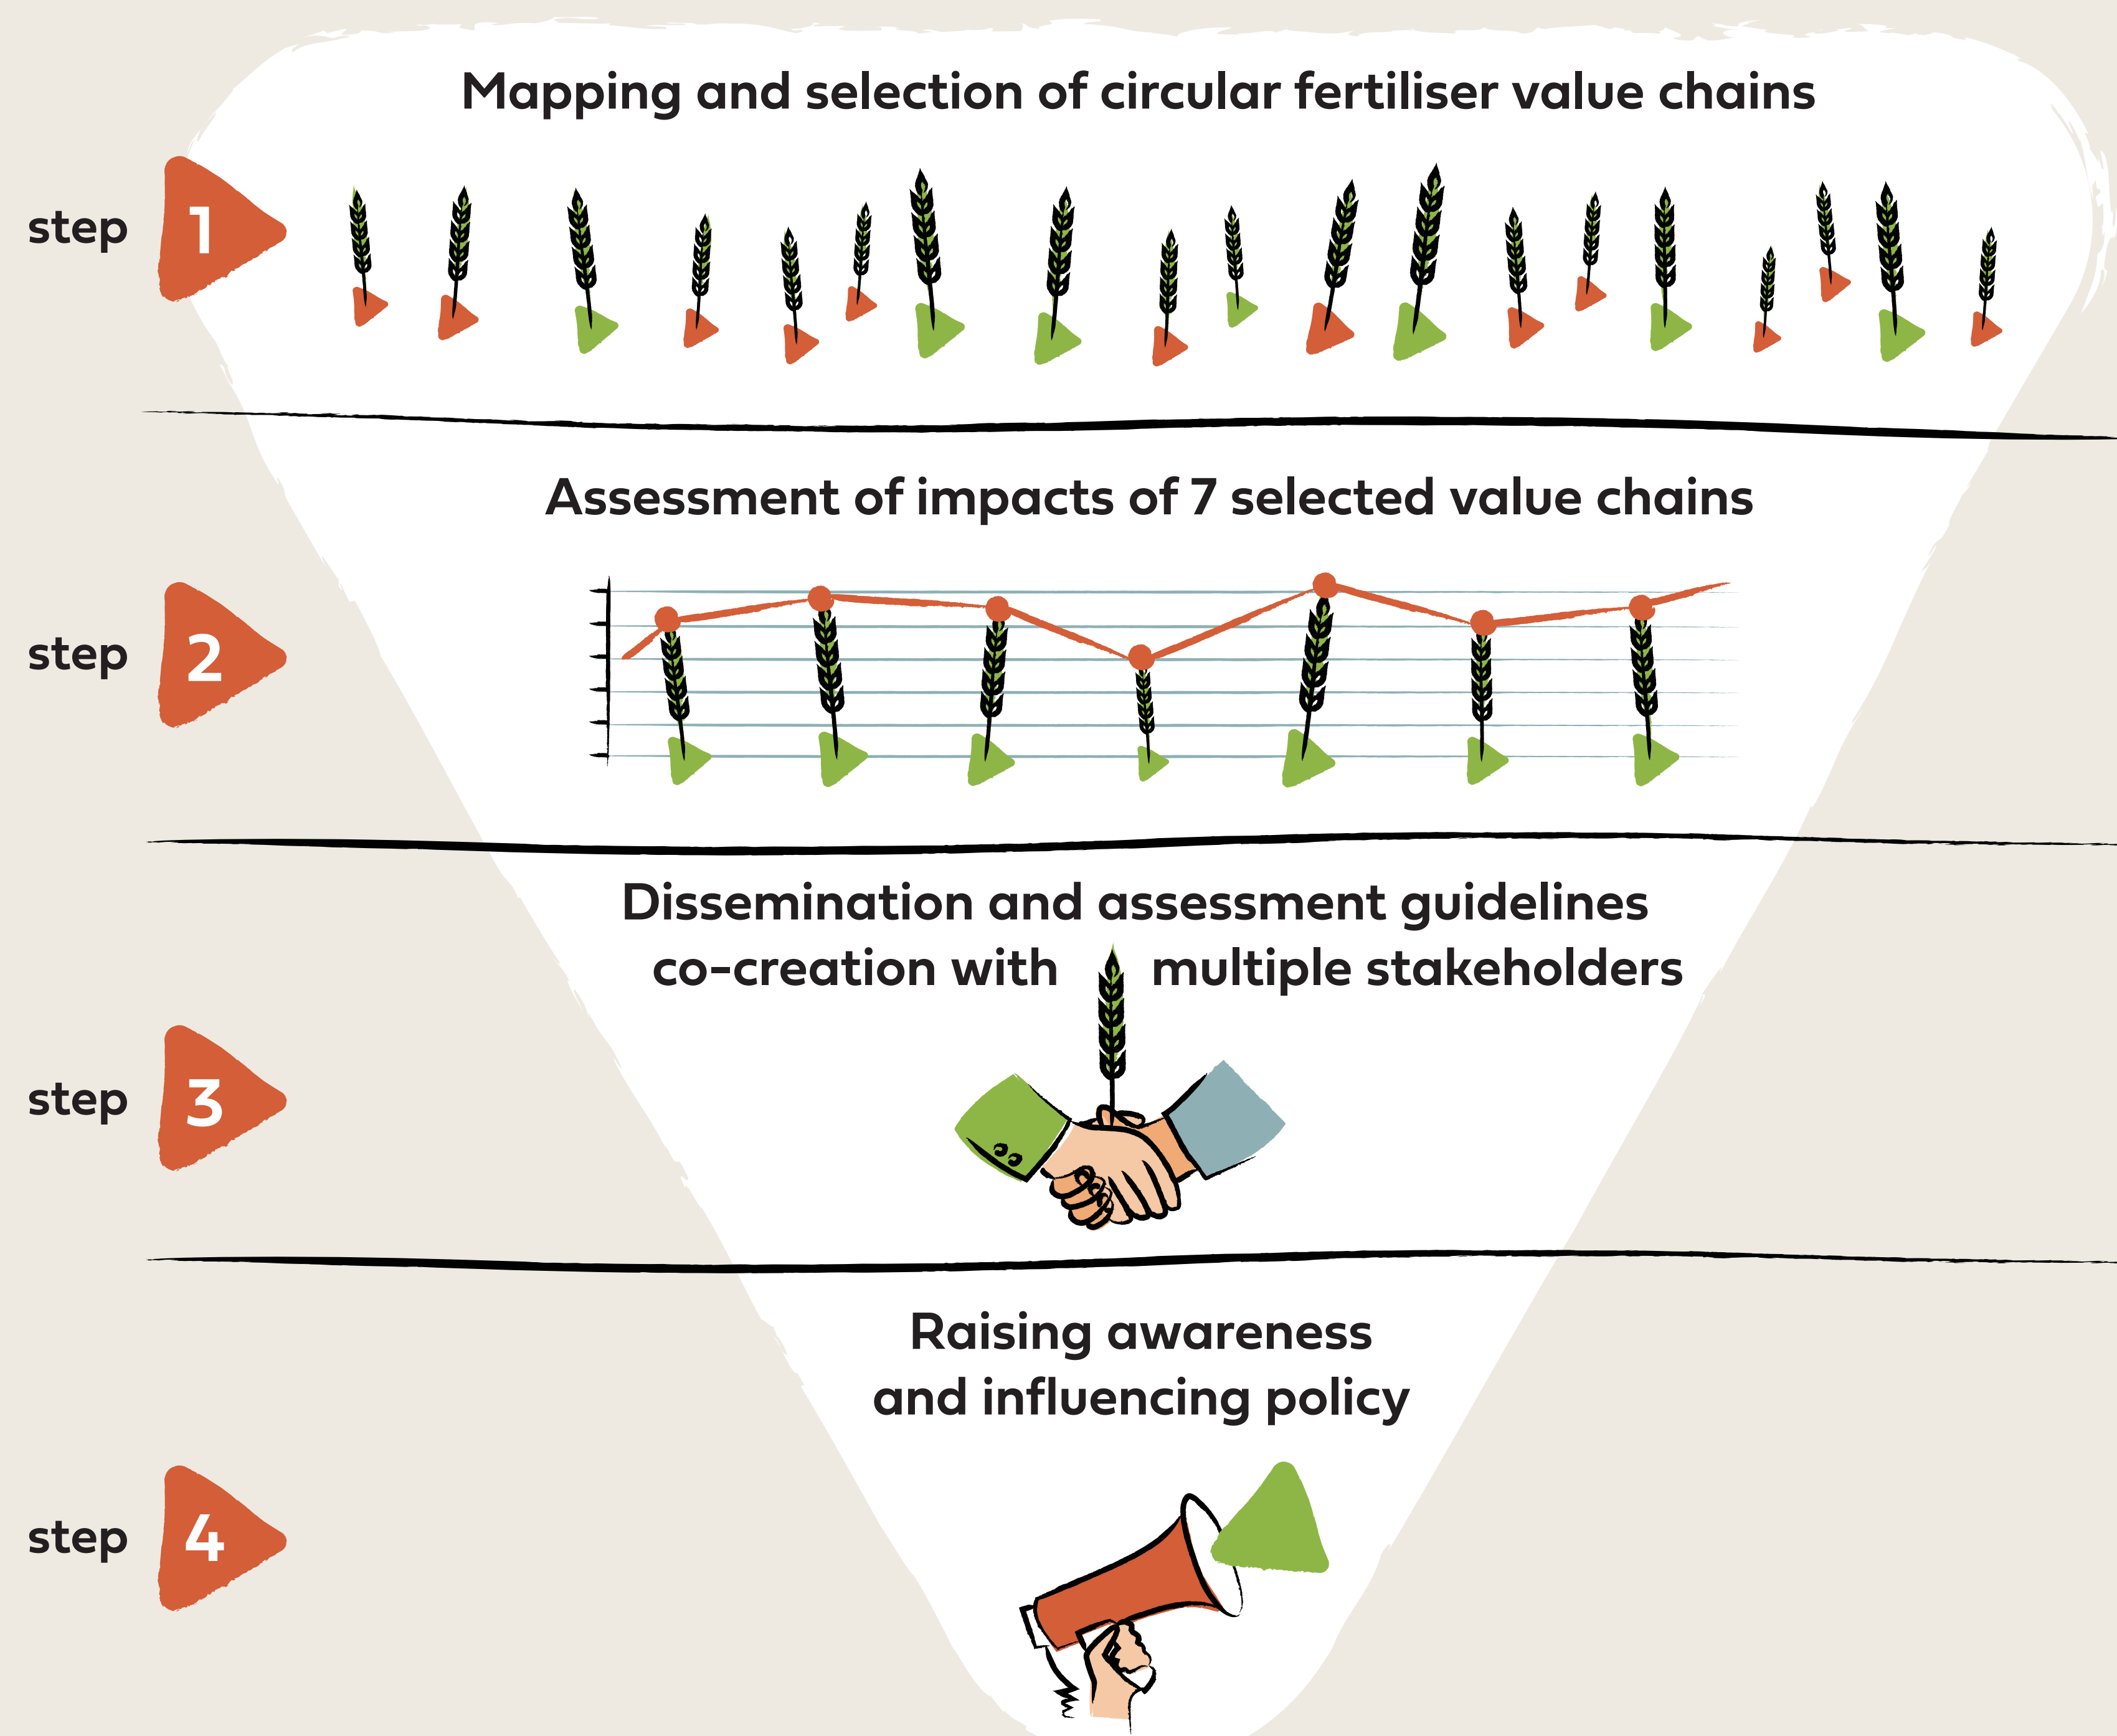 Mapping and selection of circular fertiliser value chains
step 1
Assessment of impacts of 7 selected value chains
step 2
Dissemination and assessment guidelines
co-creation with multiple stakeholders
step 3
Raising awareness
and influencing policy
step 4